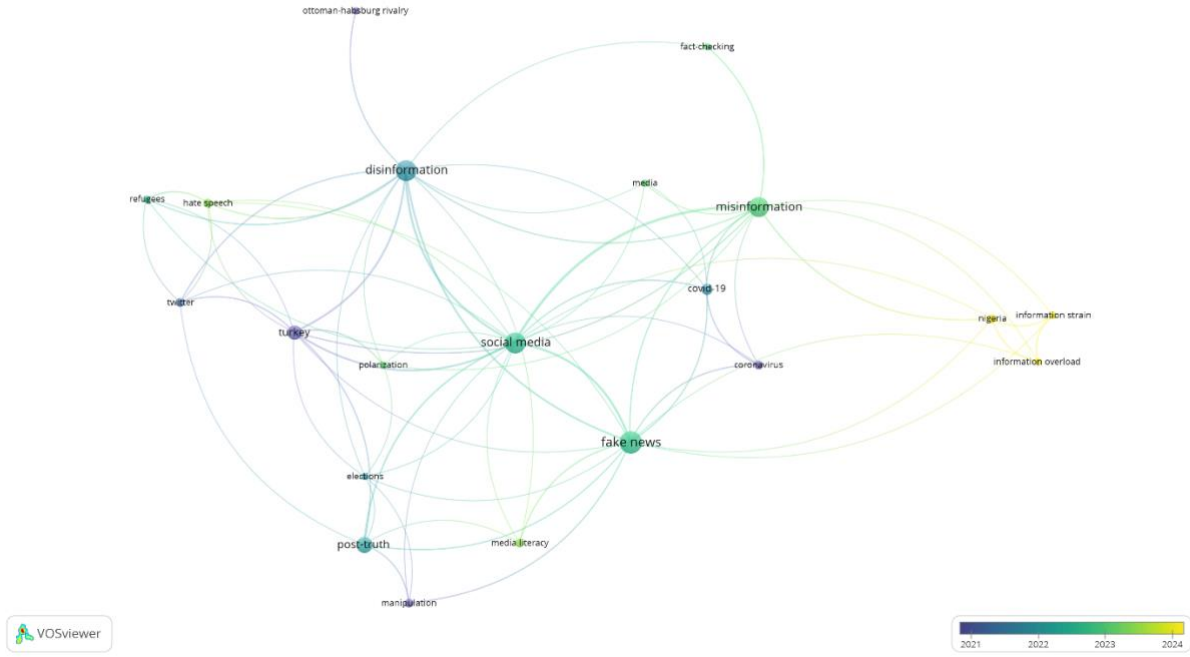 ottoman-habsburg rivalry
fact-checking
disinformation
media
refugees
hate speech
misinformation
covid-19
twitter
nigeria
information strain
turkey
social media
polarization
coronavirus
information overload
fake news
elections
post-truth
media literacy
manipulation
VOSviewer
2021 2022 2023 2024